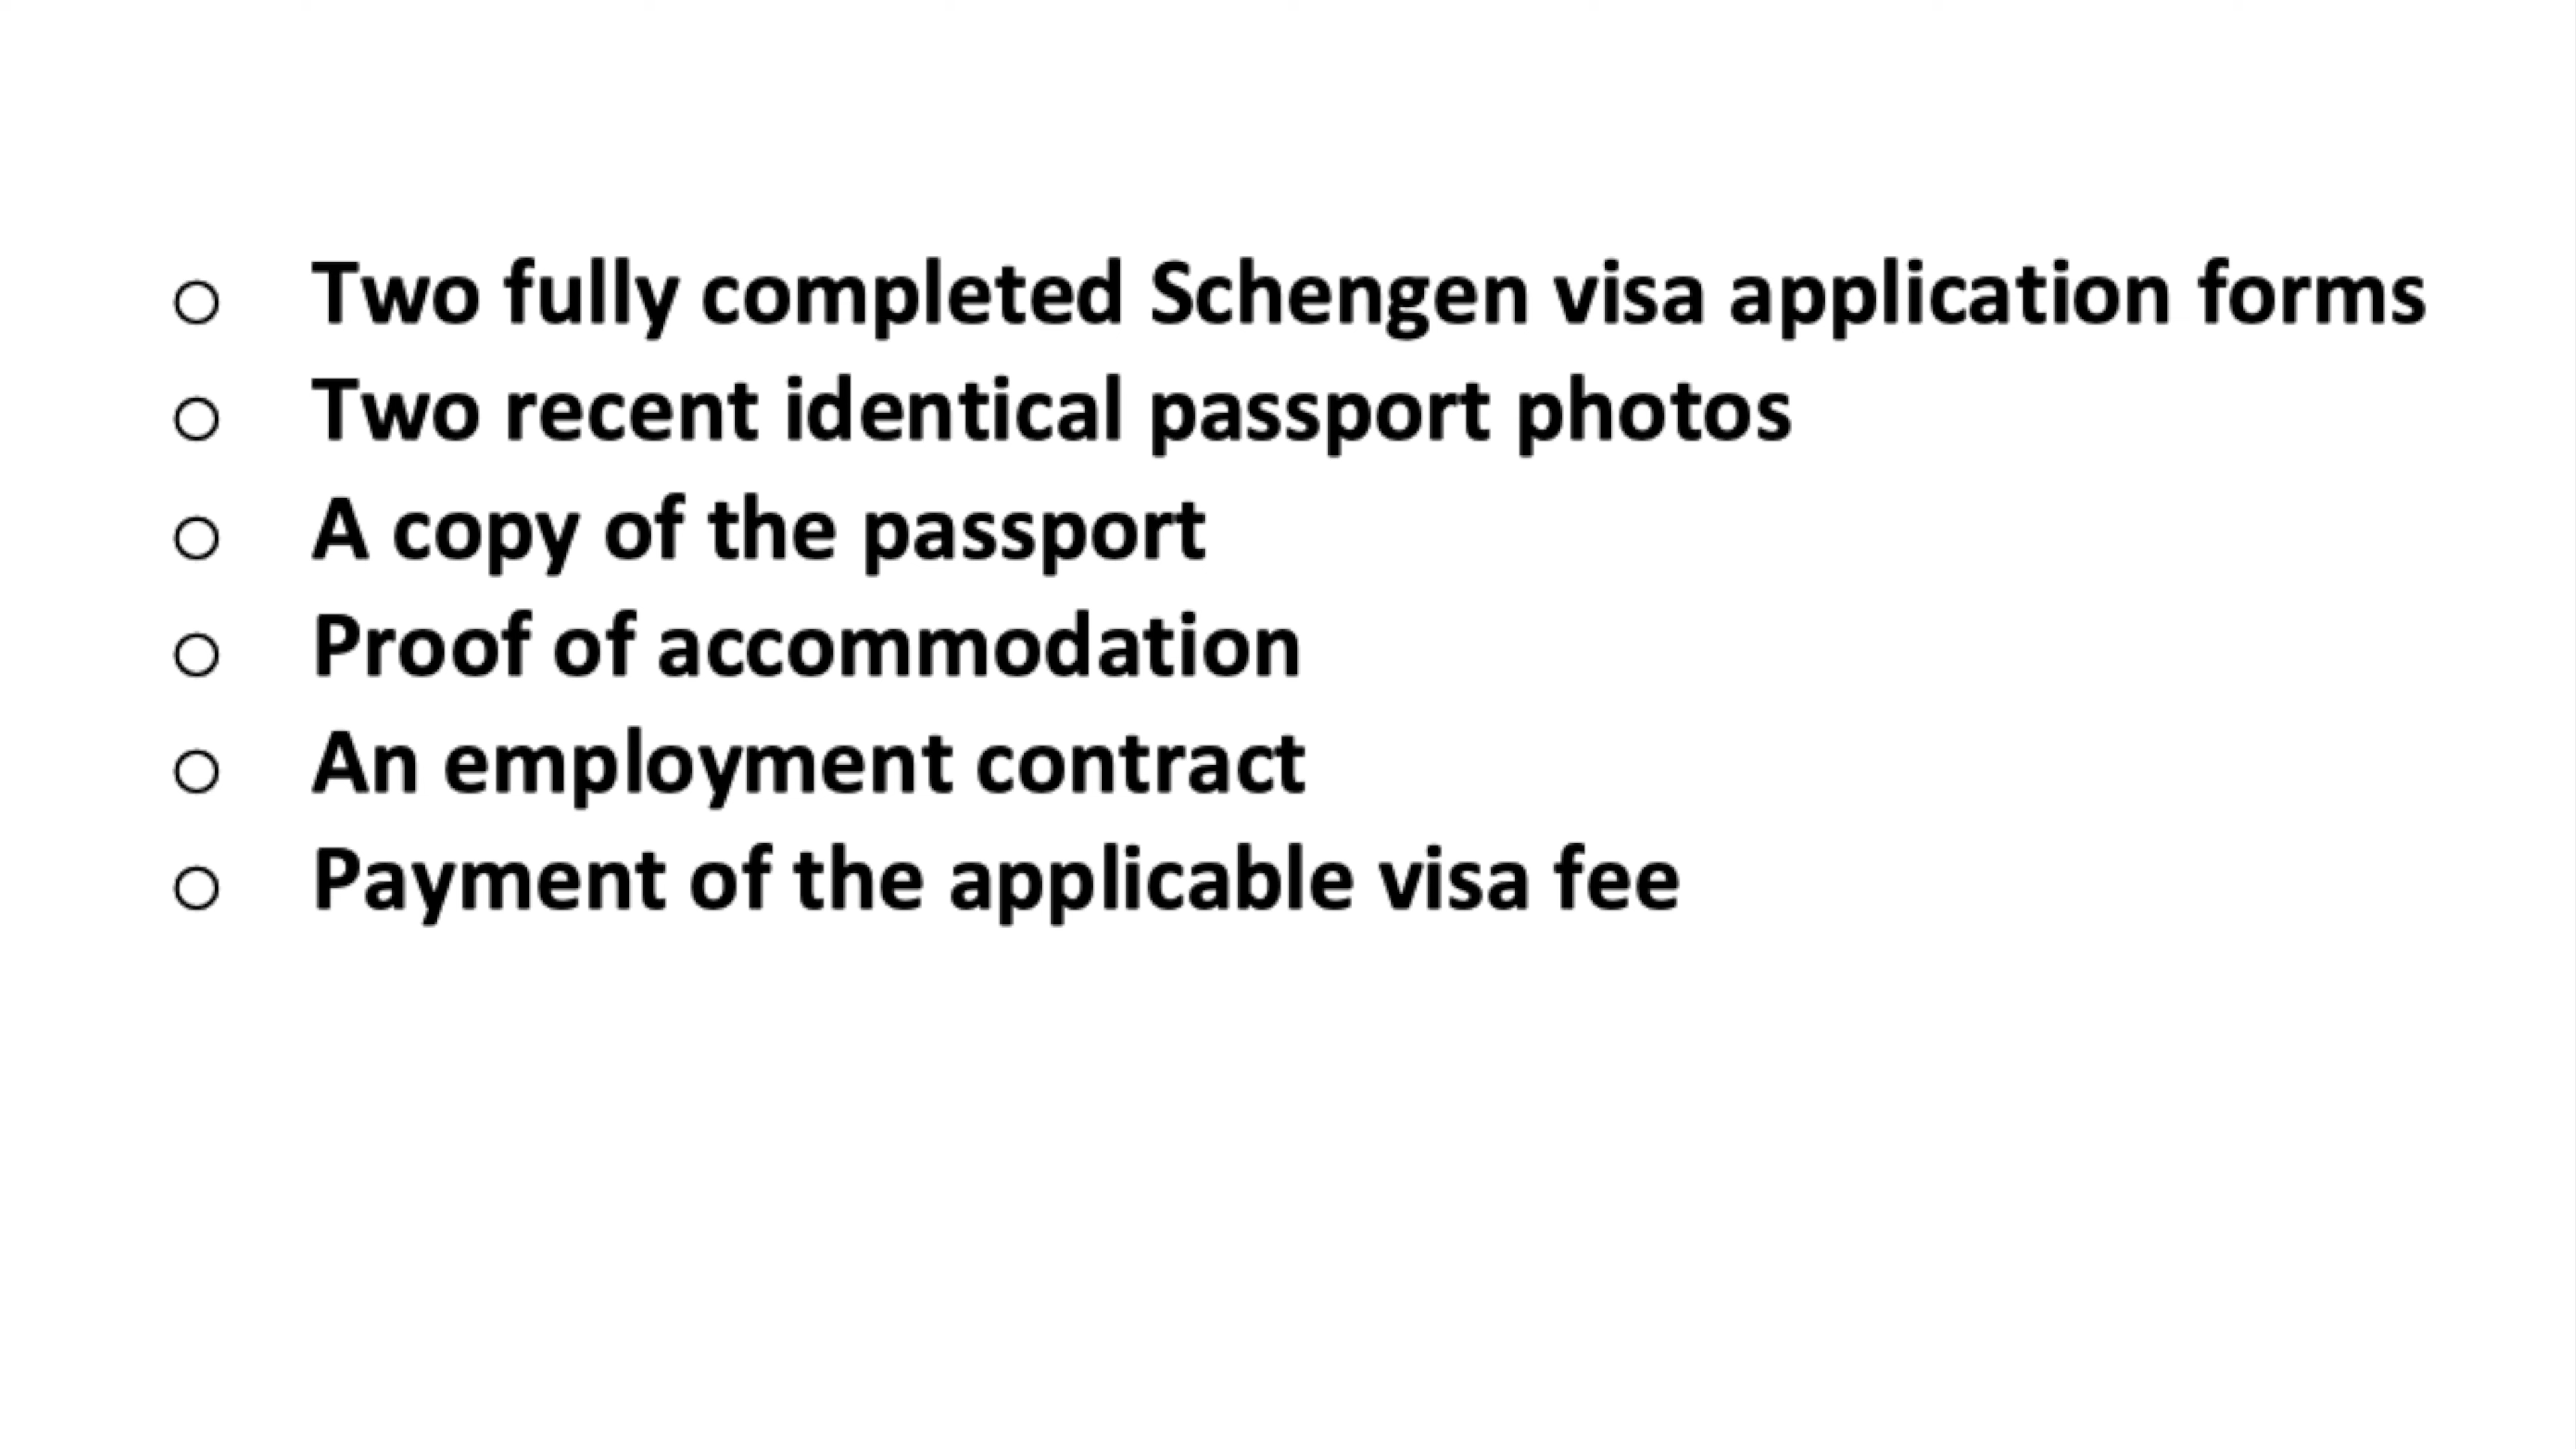 ○ Two fully completed Schengen visa application forms
○ Two recent identical passport photos
○ A copy of the passport
○ Proof of accommodation
○ An employment contract
○ Payment of the applicable visa fee